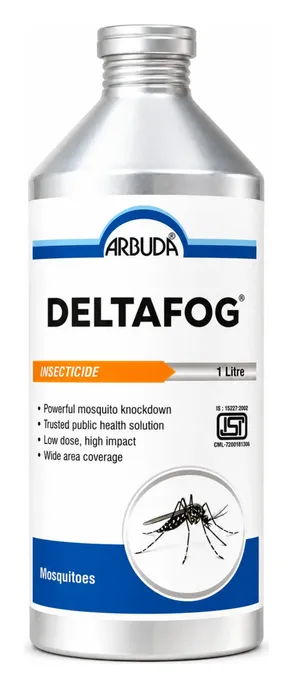 ARBUDA®
DELTAFOG®
INSECTICIDE
1 Litre
• Powerful mosquito knockdown
• Trusted public health solution
• Low dose, high impact
• Wide area coverage
IS : 15227:2002
CML-7200181306
Mosquitoes